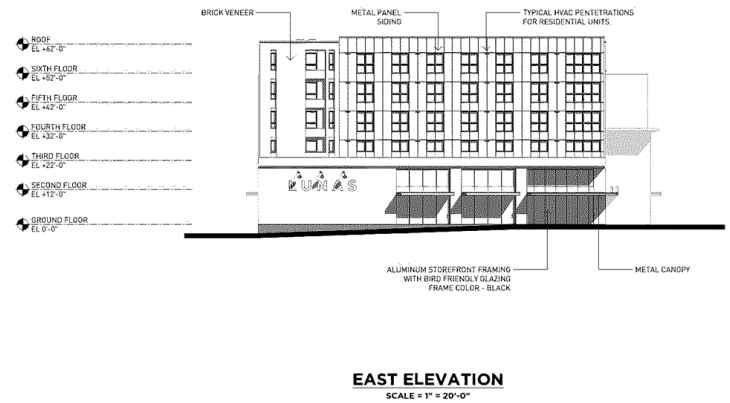 BRICK VENEER
METAL PANEL
SIDING
TYPICAL HVAC PENTETRATIONS
FOR RESIDENTIAL UNITS.
ROOF
EL +62'-0"
SIXTH FLOOR
EL +52'-0"
FIFTH FLOOR
EL +42'-0"
FOURTH FLOOR
EL +32'-0"
THIRD FLOOR
EL +22'-0"
SECOND FLOOR
EL +12'-0"
GROUND FLOOR
EL 0'-0"
LUNA'S
ALUMINUM STOREFRONT FRAMING
WITH BIRD FRIENDLY GLAZING
FRAME COLOR - BLACK
METAL CANOPY
EAST ELEVATION
SCALE = 1" = 20'-0"